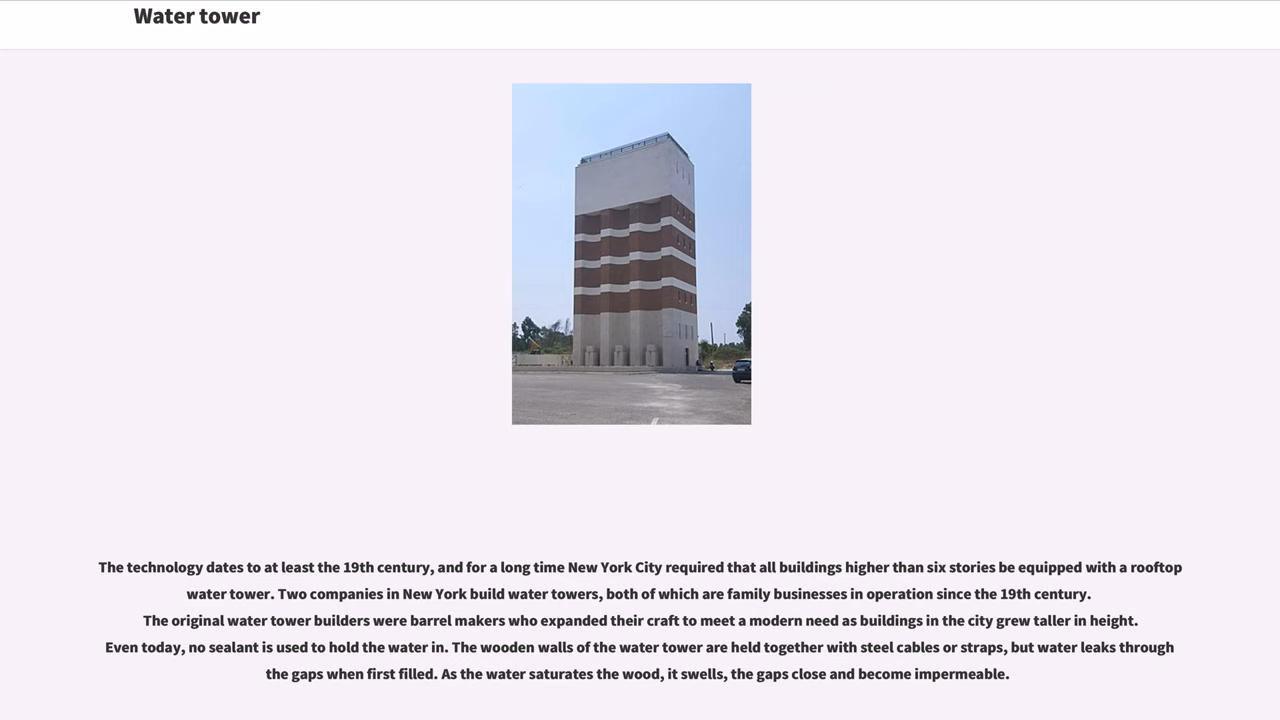 Water tower
The technology dates to at least the 19th century, and for a long time New York City required that all buildings higher than six stories be equipped with a rooftop
water tower. Two companies in New York build water towers, both of which are family businesses in operation since the 19th century.
The original water tower builders were barrel makers who expanded their craft to meet a modern need as buildings in the city grew taller in height.
Even today, no sealant is used to hold the water in. The wooden walls of the water tower are held together with steel cables or straps, but water leaks through
the gaps when first filled. As the water saturates the wood, it swells, the gaps close and become impermeable.